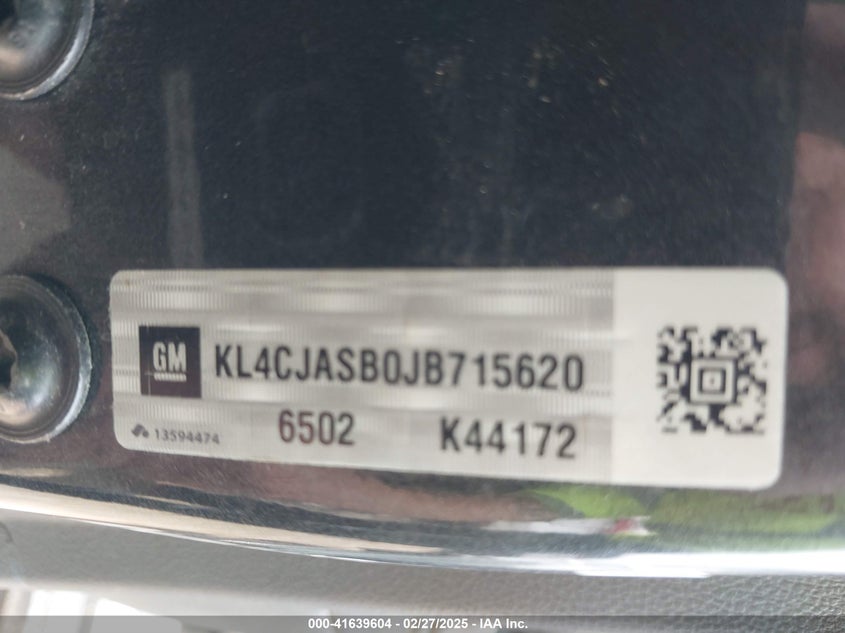 GM KL4CJASB0JB715620
13594474 6502 K44172
000-41639604 - 02/27/2025 - IAA Inc.